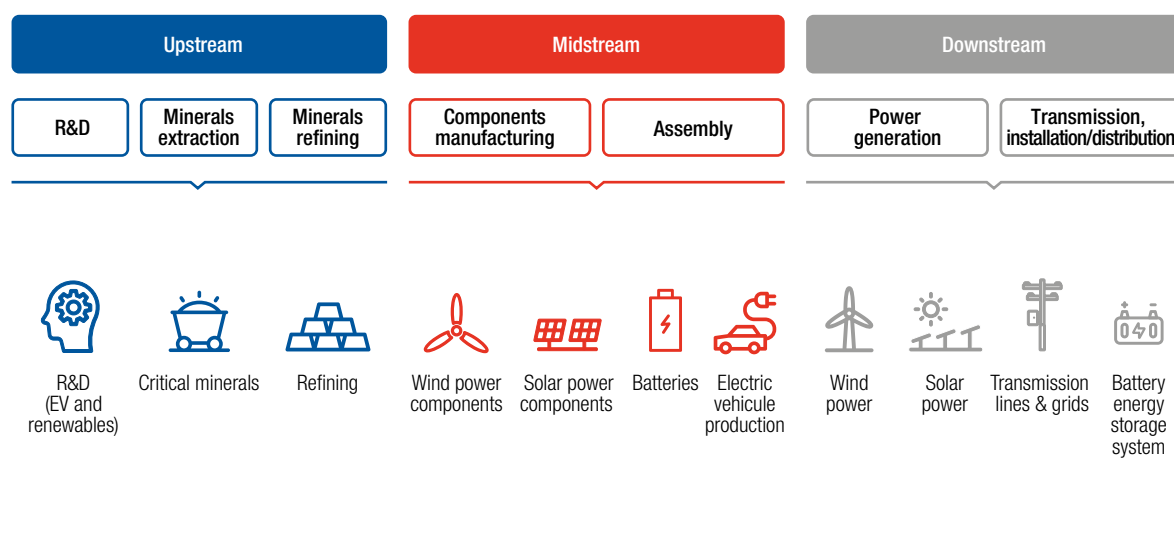 Upstream
Midstream
Downstream
R&D
Minerals
extraction
Minerals
refining
Components
manufacturing
Assembly
Power
generation
Transmission,
installation/distribution
R&D
(EV and
renewables)
Critical minerals
Refining
Wind power
components
Solar power
components
Batteries
Electric
vehicule
production
Wind
power
Solar
power
Transmission
lines & grids
Battery
energy
storage
system